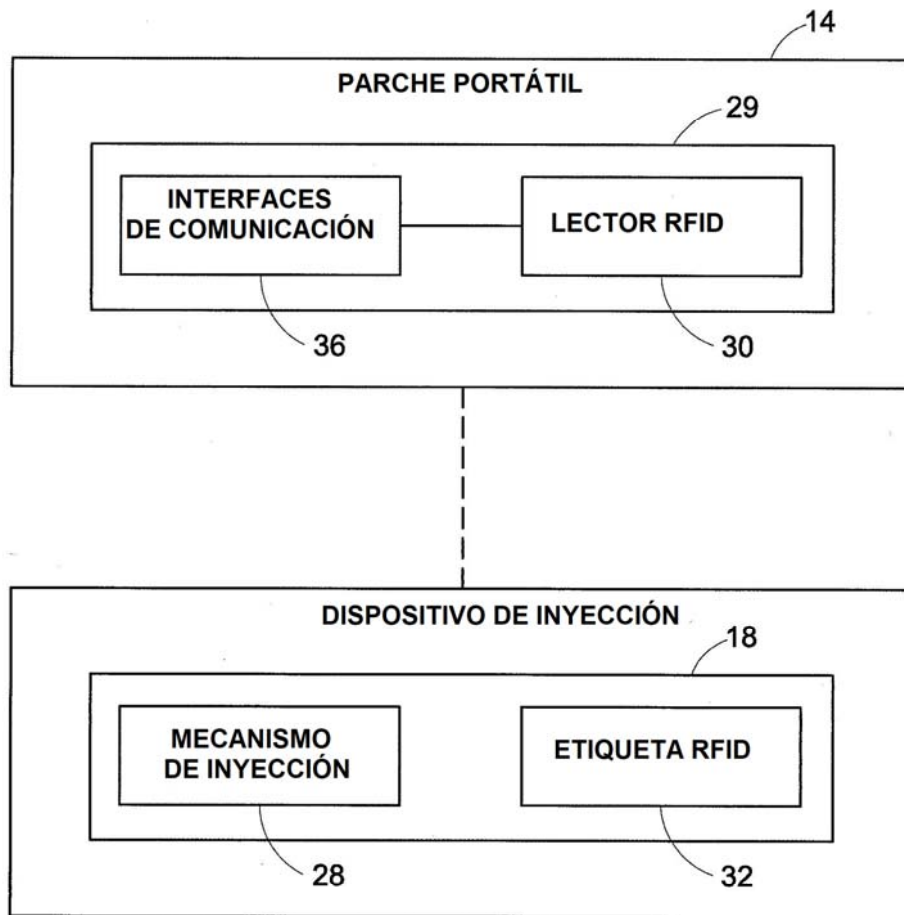 14
PARCHE PORTÁTIL
29
INTERFACES
DE COMUNICACIÓN
LECTOR RFID
36
30
DISPOSITIVO DE INYECCIÓN
18
MECANISMO
DE INYECCIÓN
ETIQUETA RFID
28
32